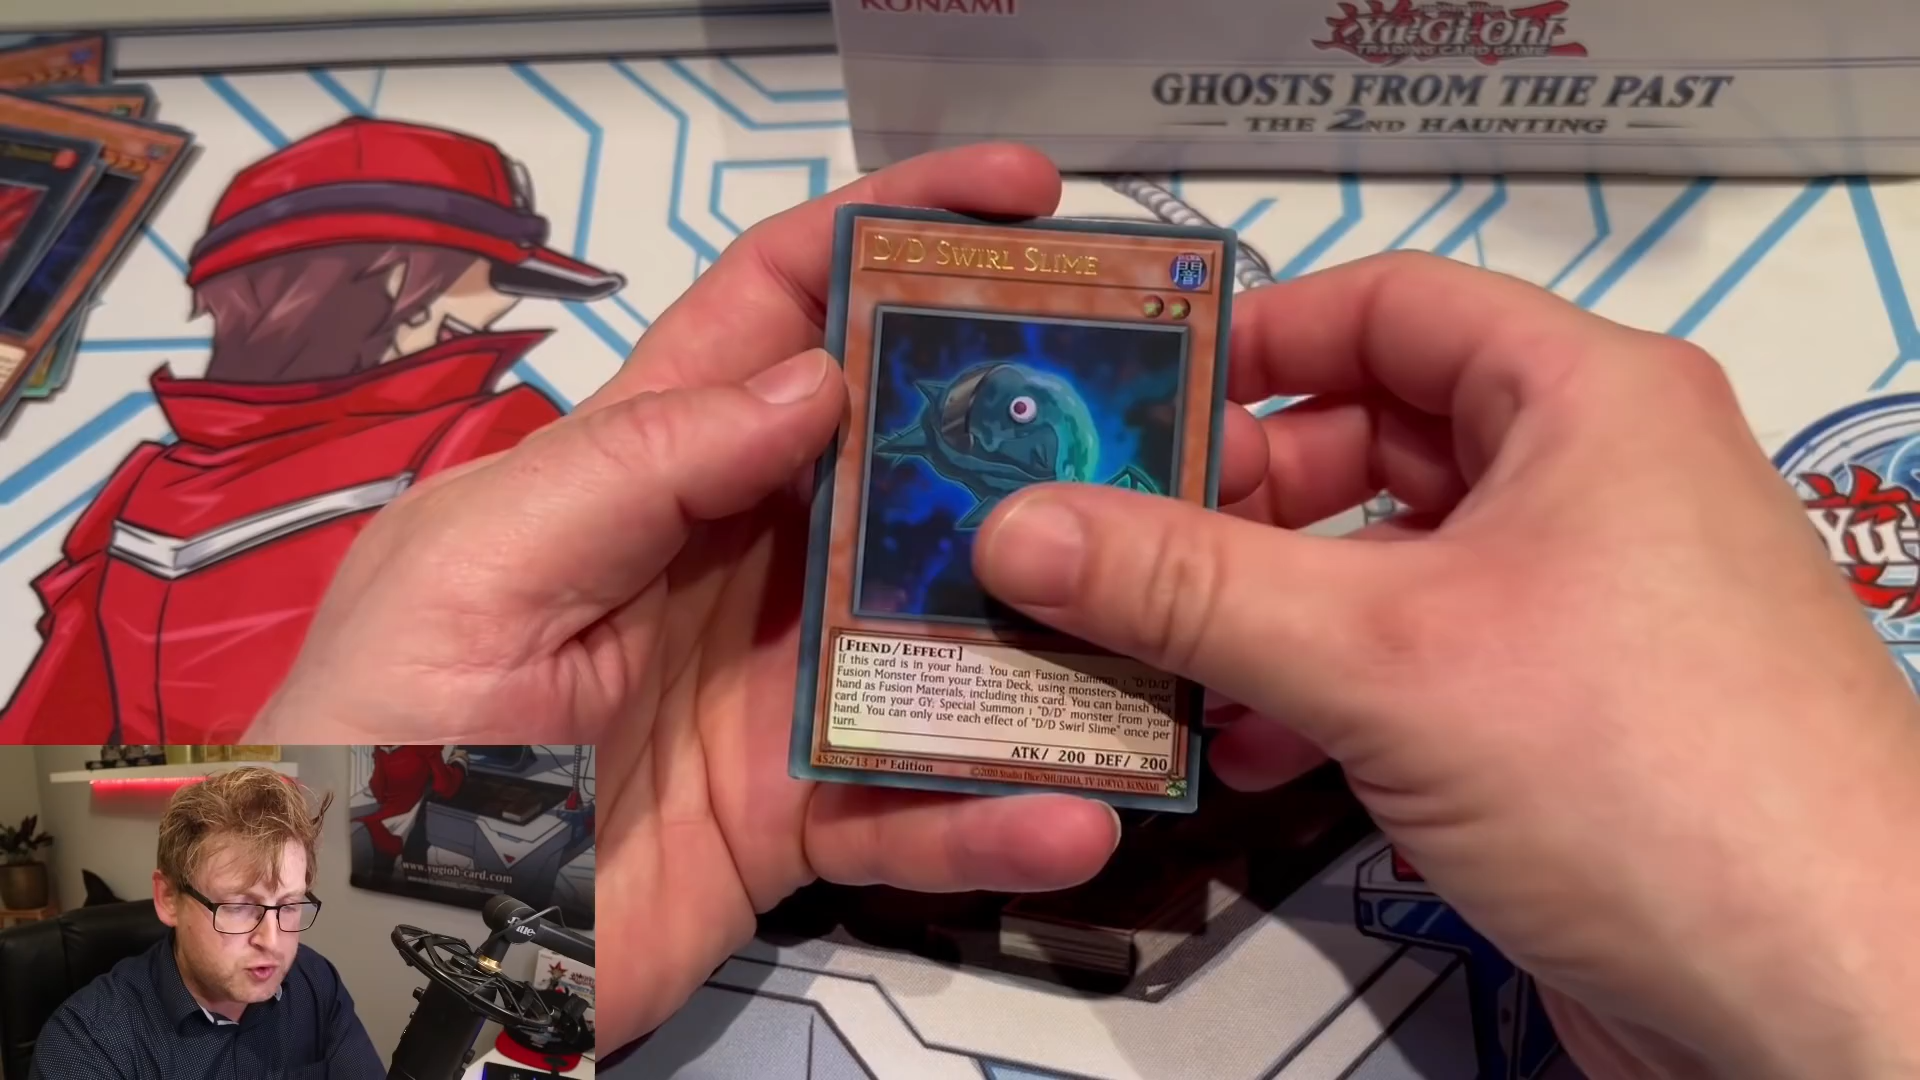 KONAMI
Yu-Gi-Oh!
TRADING CARD GAME
GHOSTS FROM THE PAST
THE 2ND HAUNTING
D/D SWIRL SLIME
DARK
闇
[FIEND/EFFECT]
If this card is in your hand: You can Fusion Summon 1 "D/D/D"
Fusion Monster from your Extra Deck, using monsters from your
hand as Fusion Materials, including this card. You can banish this
card from your GY; Special Summon 1 "D/D" monster from your
hand. You can only use each effect of "D/D Swirl Slime" once per
turn.
ATK/ 200 DEF/ 200
45206713 1st Edition
©2020 Studio Dice/SHUEISHA, TV TOKYO, KONAMI
Yu-
www.yugioh-card.com
Blue